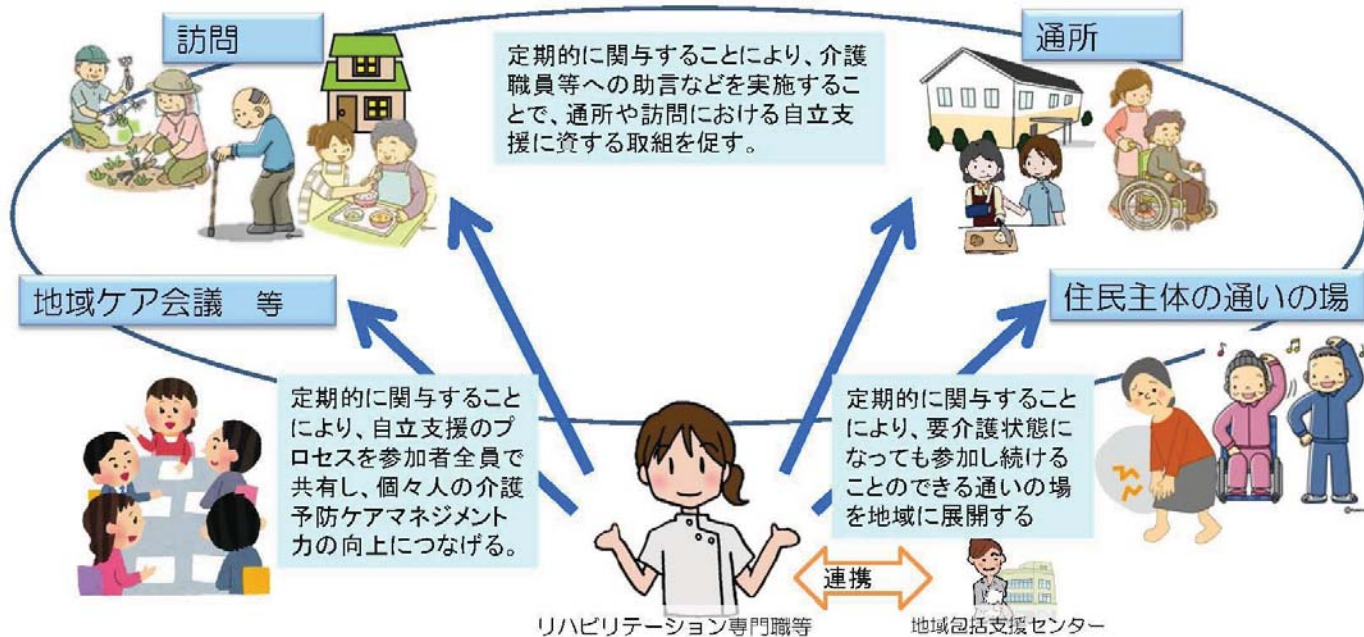 訪問
定期的に関与することにより、介護
職員等への助言などを実施するこ
とで、通所や訪問における自立支
援に資する取組を促す。
通所
地域ケア会議　等
住民主体の通いの場
定期的に関与すること
により、自立支援のプ
ロセスを参加者全員で
共有し、個々人の介護
予防ケアマネジメント
力の向上につなげる。
定期的に関与すること
により、要介護状態に
なっても参加し続ける
ことのできる通いの場
を地域に展開する
連携
リハビリテーション専門職等
地域包括支援センター